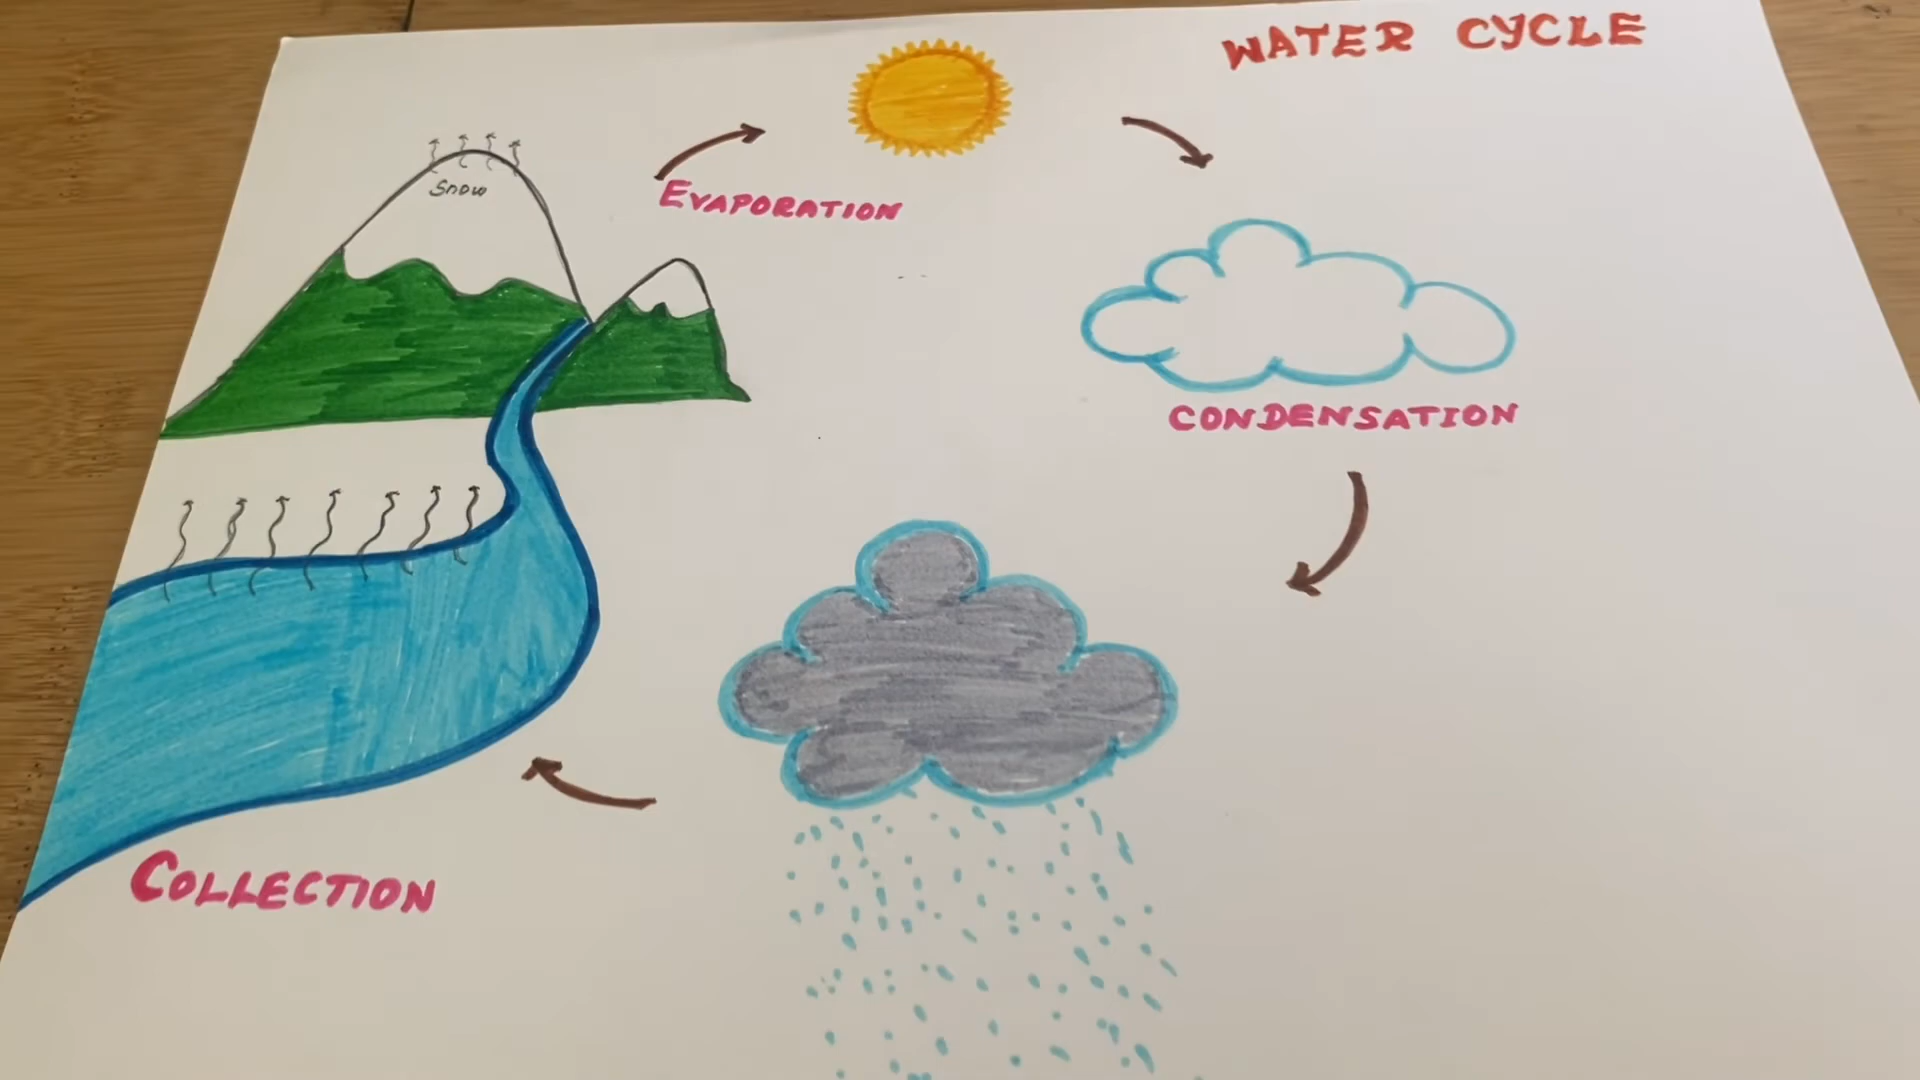 WATER CYCLE
Snow
EVAPORATION
CONDENSATION
COLLECTION